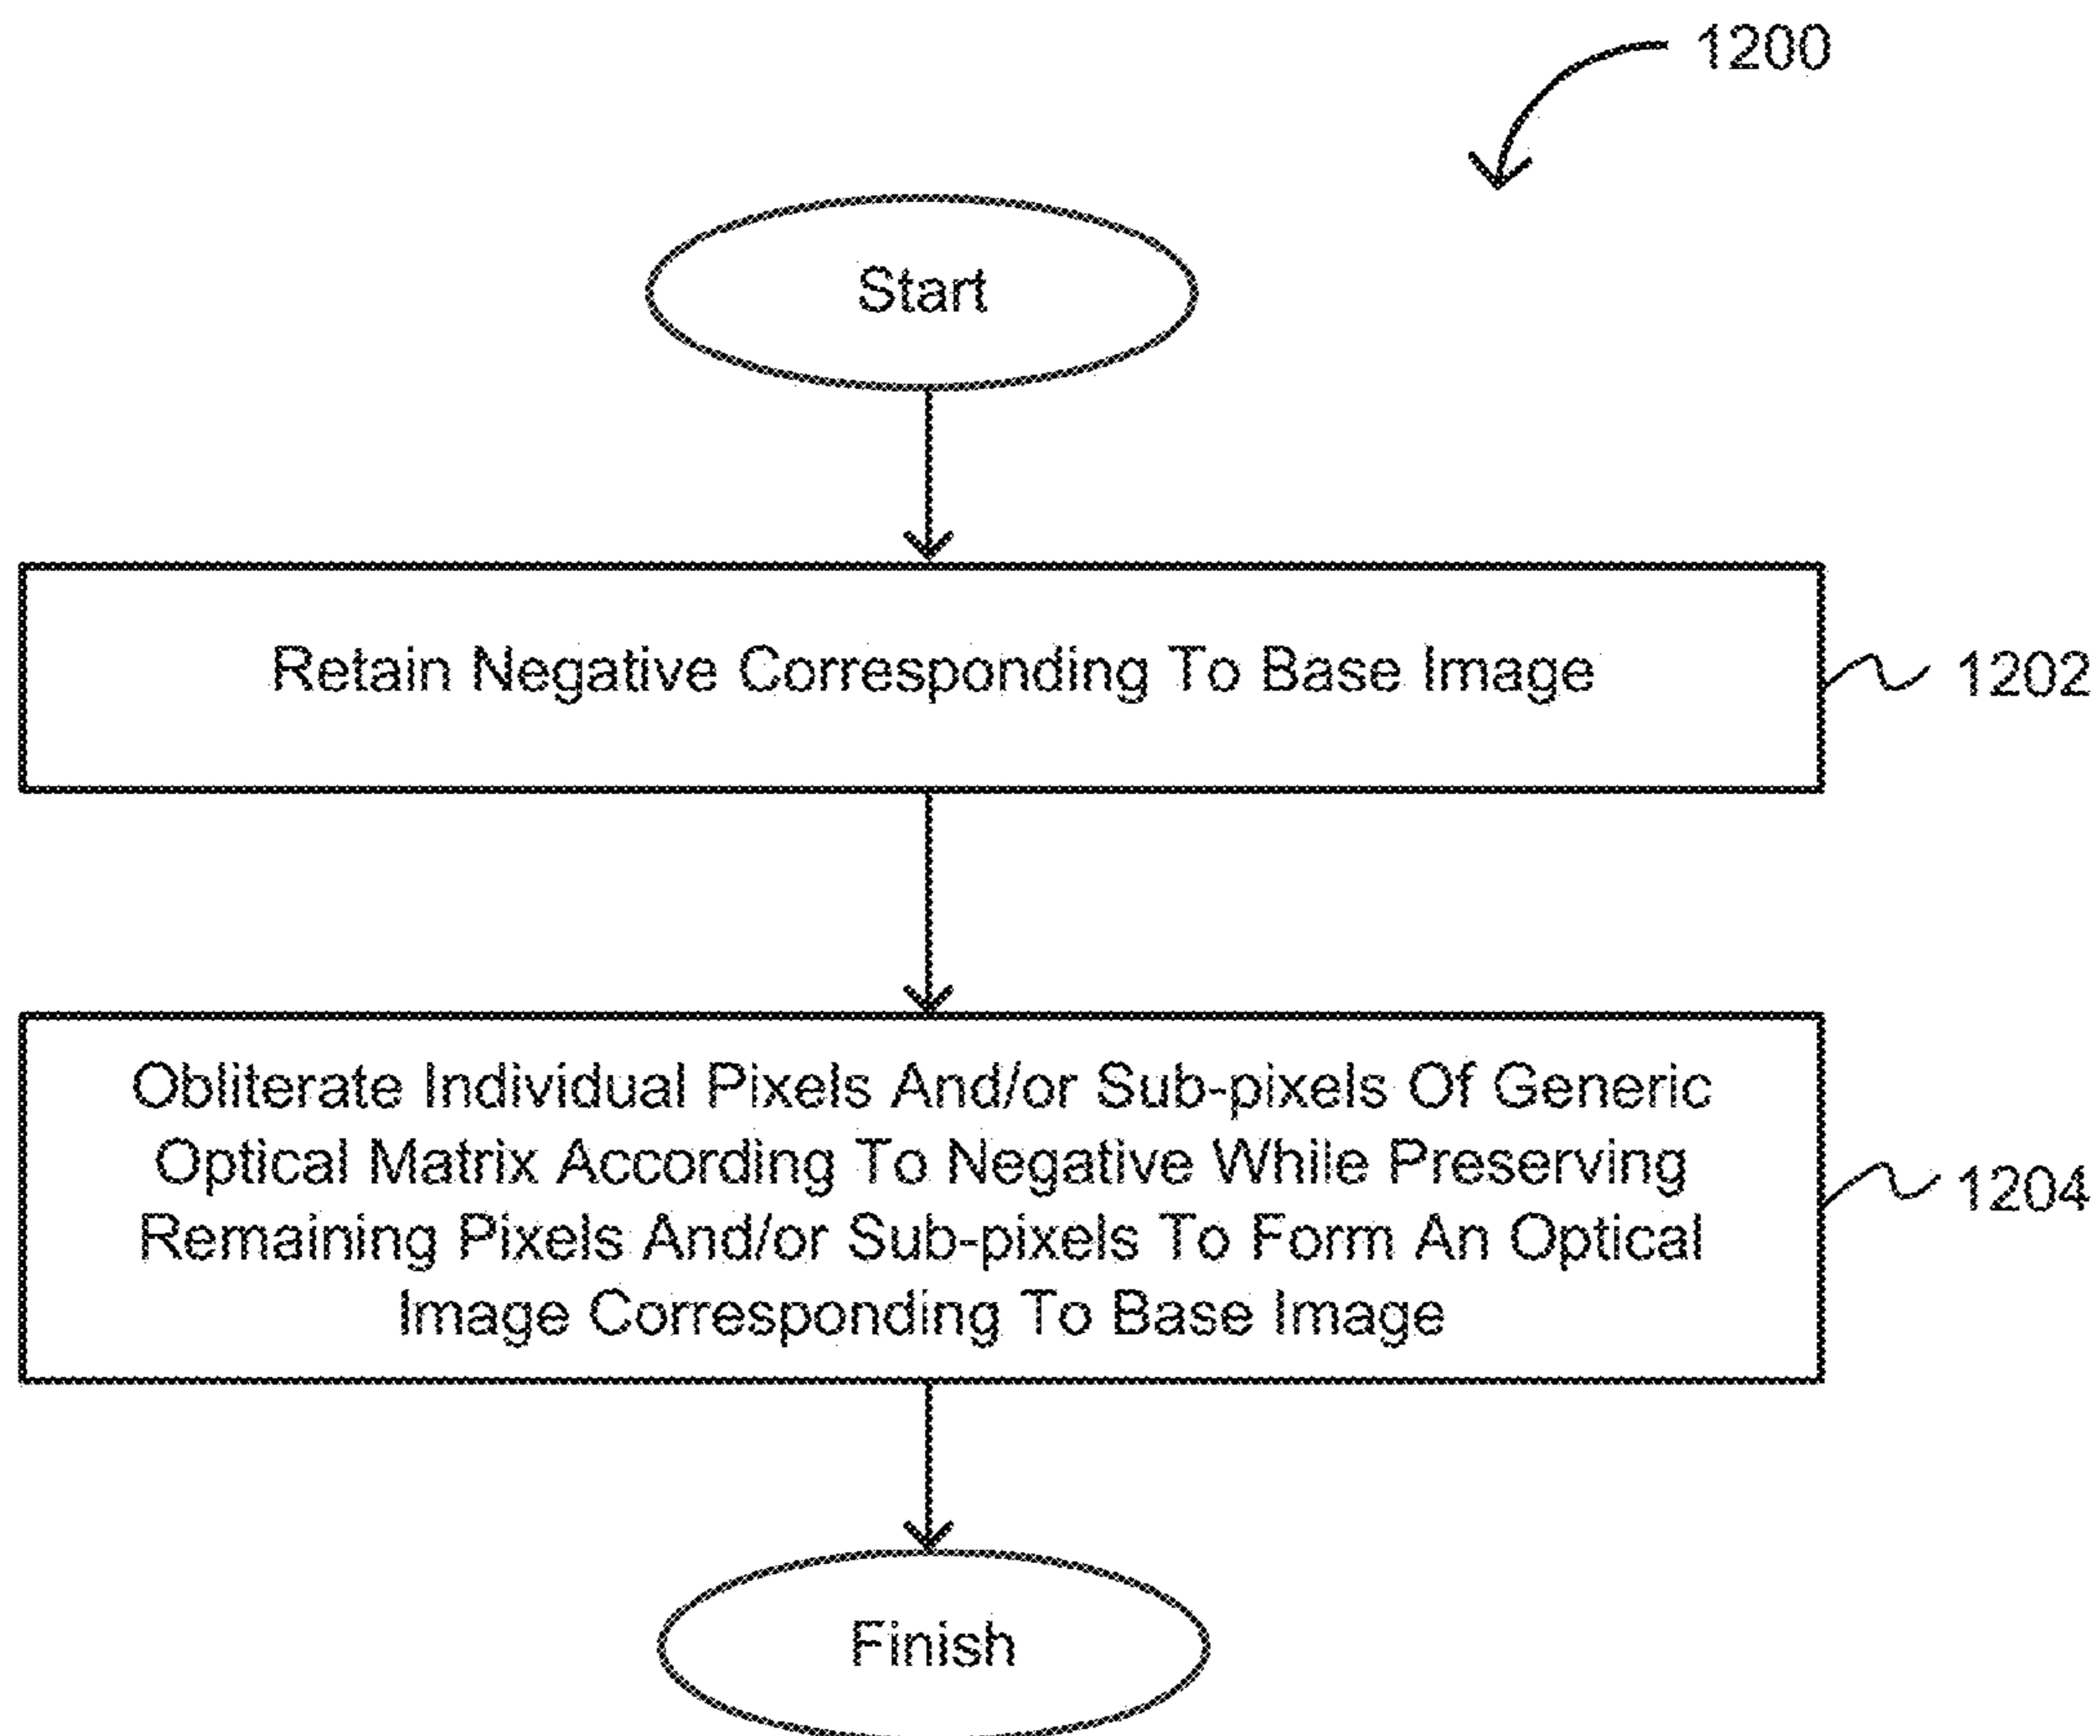 1200
Start
Retain Negative Corresponding To Base Image
1202
Obliterate Individual Pixels And/or Sub-pixels Of Generic
Optical Matrix According To Negative While Preserving
Remaining Pixels And/or Sub-pixels To Form An Optical
Image Corresponding To Base Image
1204
Finish